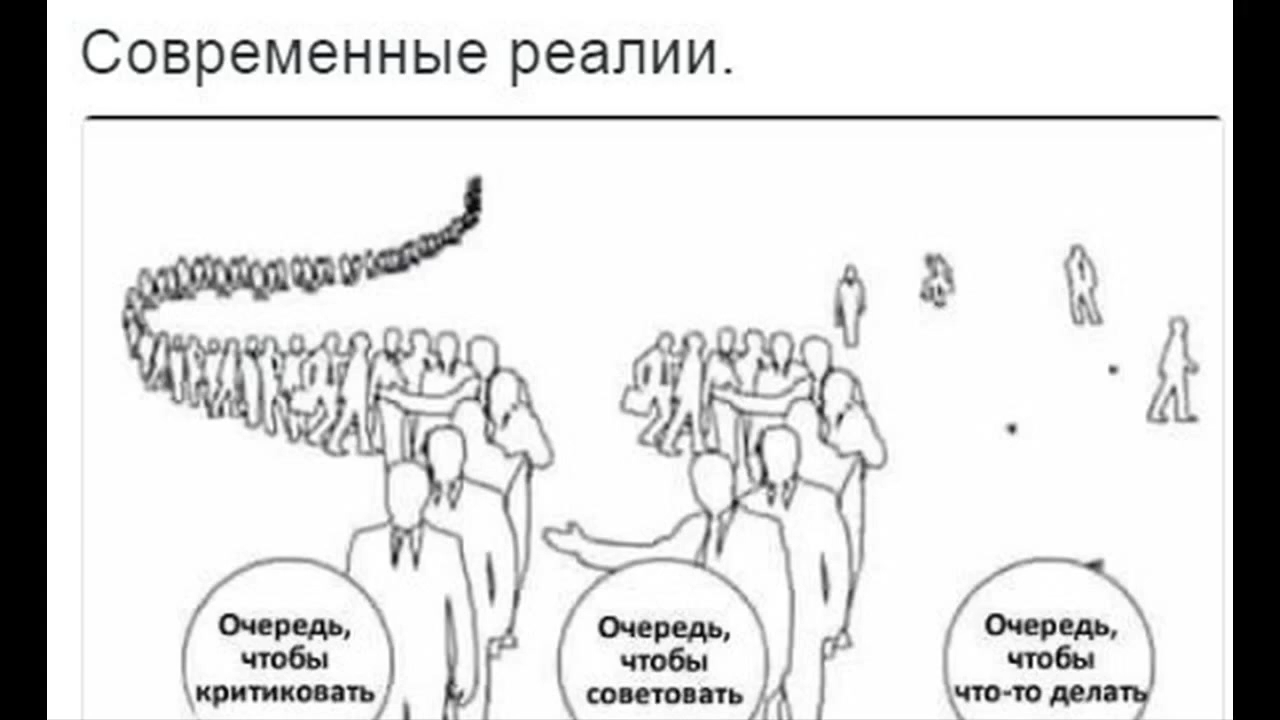 Современные реалии.
Очередь,
чтобы
критиковать
Очередь,
чтобы
советовать
Очередь,
чтобы
что-то делать